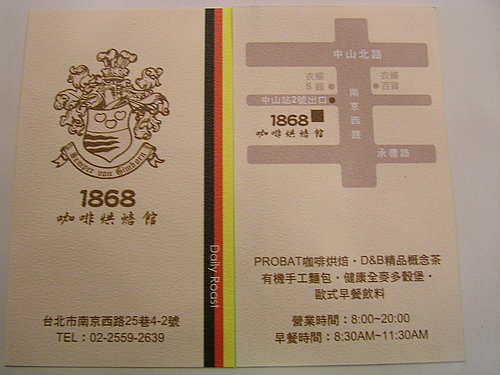 Semper von Gimborn
1868
咖啡烘焙館
台北市南京西路25巷4-2號
TEL：02-2559-2639
Daily Roast
中山北路
衣蝶
S 館
衣蝶
百貨
中山站2號出口
南京西路
1868
咖啡烘焙館
承德路
PROBAT咖啡烘焙・D&B精品概念茶
有機手工麵包・健康全麥多穀堡・
歐式早餐飲料
營業時間：8:00~20:00
早餐時間：8:30AM~11:30AM